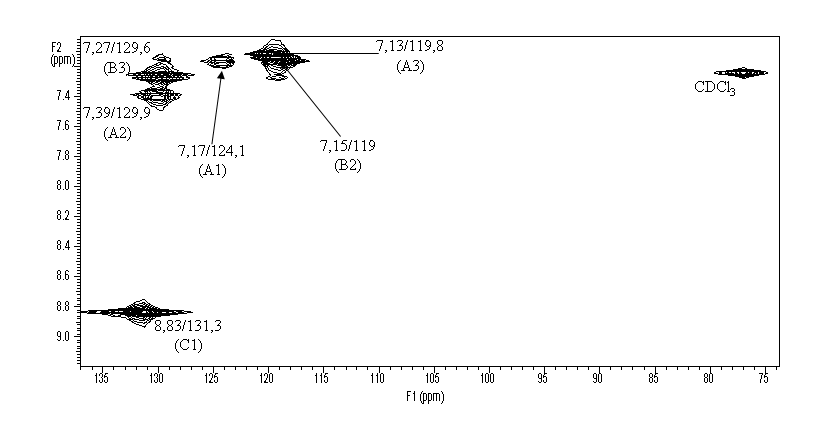 F2
(ppm)
7,27/129,6
(B3)
7,13/119,8
(A3)
CDCl3
7,39/129,9
(A2)
7,17/124,1
(A1)
7,15/119
(B2)
8,83/131,3
(C1)
7.4
7.6
7.8
8.0
8.2
8.4
8.6
8.8
9.0
135 130 125 120 115 110 105 100 95 90 85 80 75
F1 (ppm)